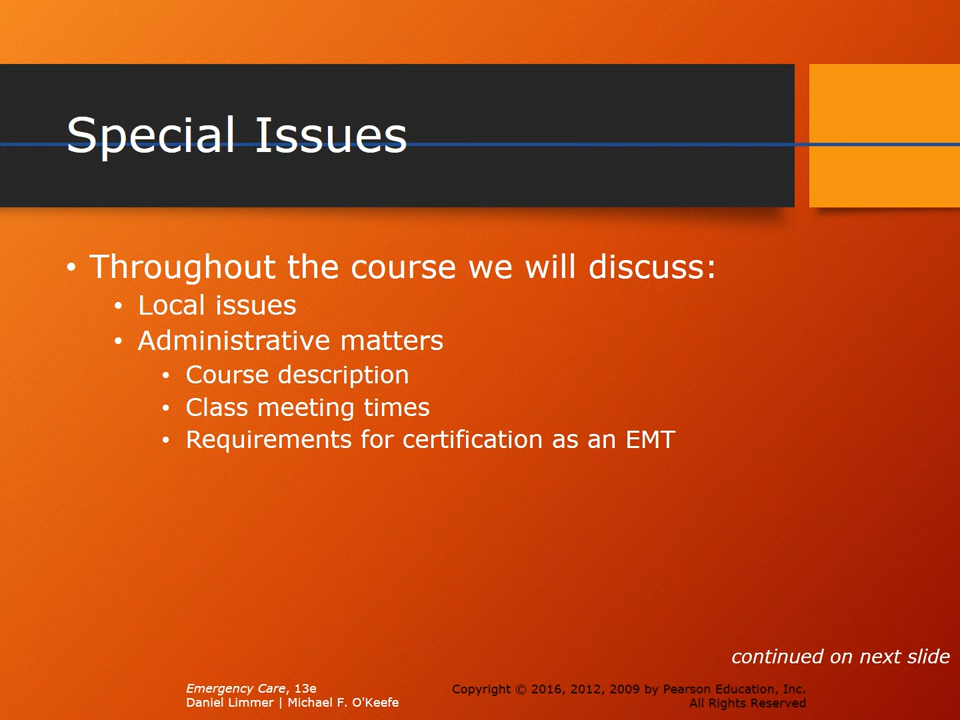 Special Issues
• Throughout the course we will discuss:
• Local issues
• Administrative matters
• Course description
• Class meeting times
• Requirements for certification as an EMT
continued on next slide
Emergency Care, 13e
Daniel Limmer | Michael F. O'Keefe
Copyright © 2016, 2012, 2009 by Pearson Education, Inc.
All Rights Reserved